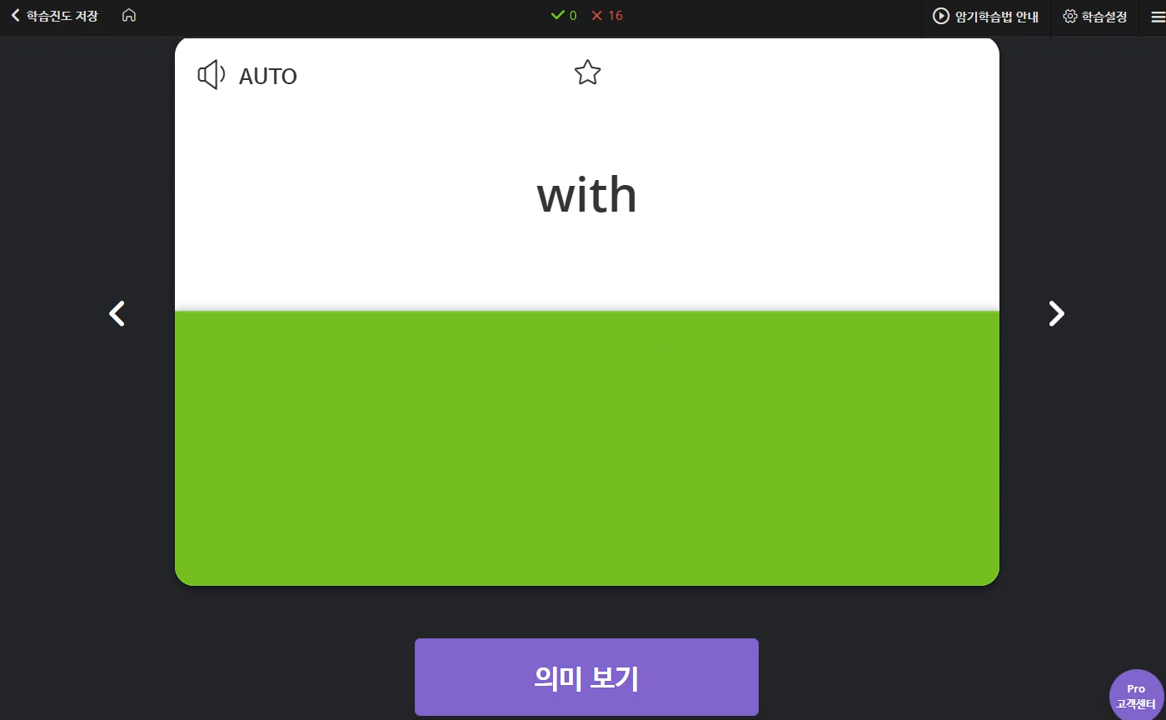 학습진도 저장
0 16
암기학습법 안내
학습설정
AUTO
with
의미 보기
Pro
고객센터